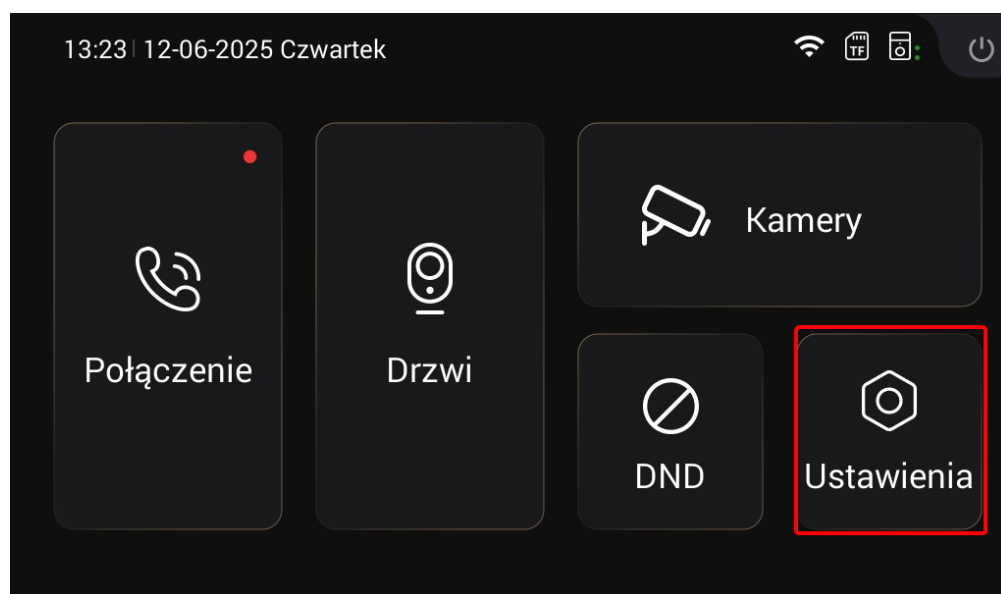 13:23 | 12-06-2025 Czwartek
TF
Połączenie
Drzwi
Kamery
DND
Ustawienia